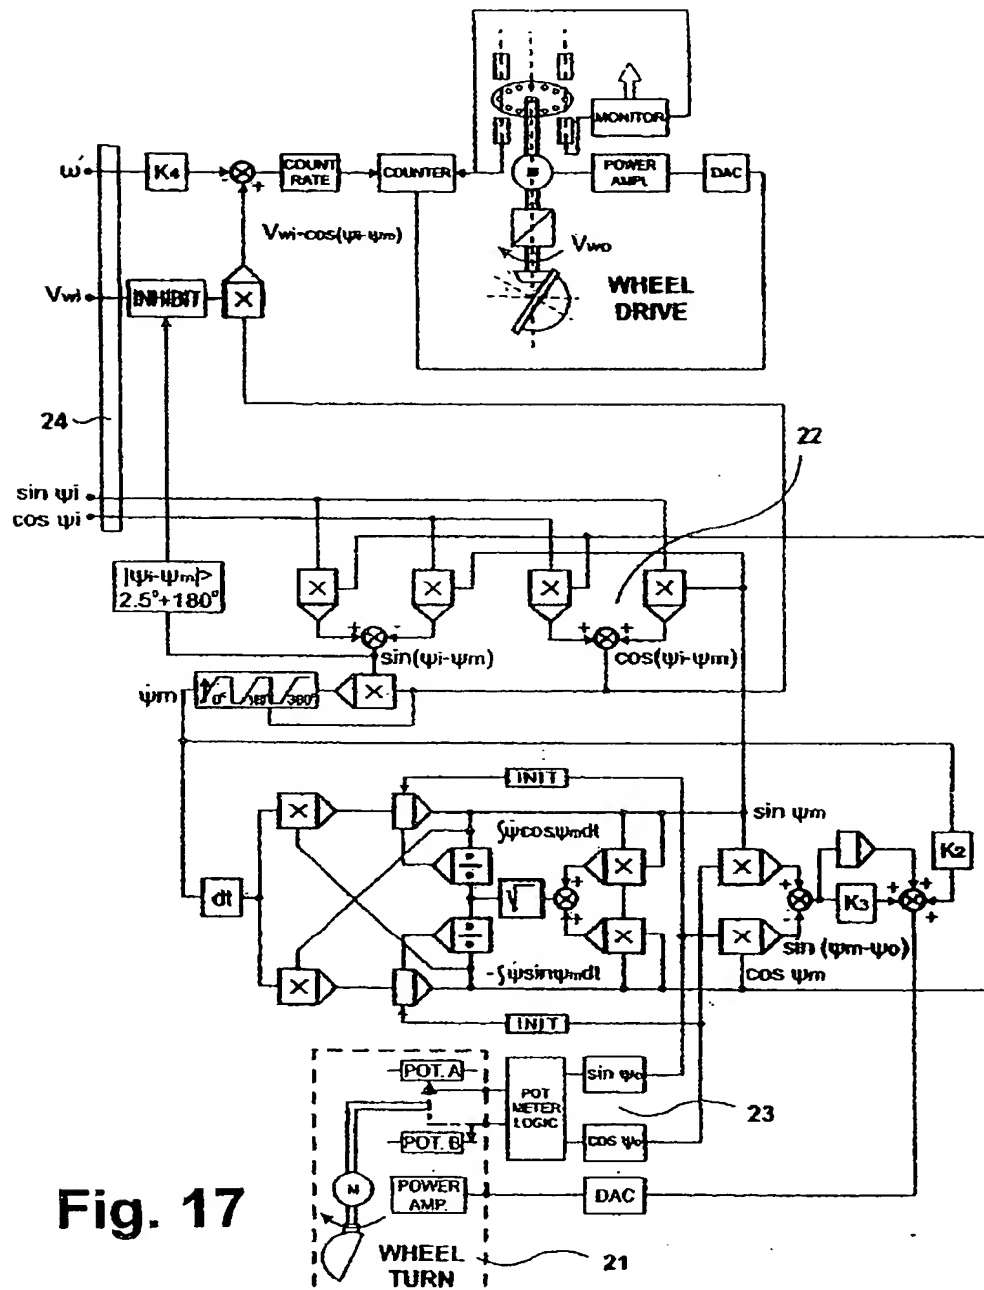 MONITOR
ώ
K4
-
+
COUNT
RATE
COUNTER
M
POWER
AMPL
DAC
Vwi-cos(ψi-ψm)
Vwo
Vwi
INHIBIT
×
WHEEL
DRIVE
24
22
sin ψi
cos ψi
|ψi-ψm|>
2.5°+180°
× × × ×
+ - + +
sin(ψi-ψm)
cos(ψi-ψm)
ψ̇m
0° 180° 360°
×
INIT
sin ψm
×
∫ψ̇cosψmdt
×
×
K2
dt
√
+
+
+
-
K3
+
+
+
×
×
sin (ψm-ψo)
×
-∫ψ̇sinψmdt
cos ψm
INIT
POT. A
POT
METER
LOGIC
sin ψo
23
POT. B
cos ψo
M
POWER
AMP.
DAC
Fig. 17
WHEEL
TURN
21